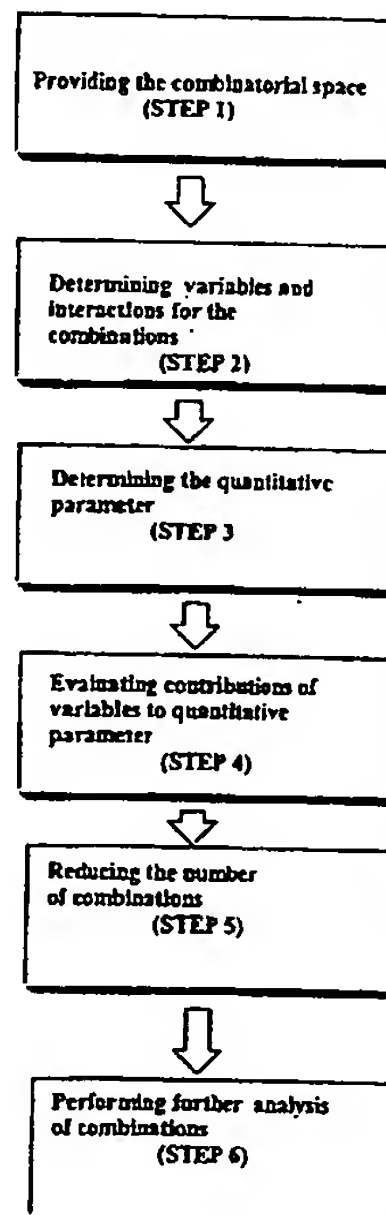 Providing the combinatorial space
(STEP 1)
Determining variables and
interactions for the
combinations
(STEP 2)
Determining the quantitative
parameter
(STEP 3
Evaluating contributions of
variables to quantitative
parameter
(STEP 4)
Reducing the number
of combinations
(STEP 5)
Performing further analysis
of combinations
(STEP 6)